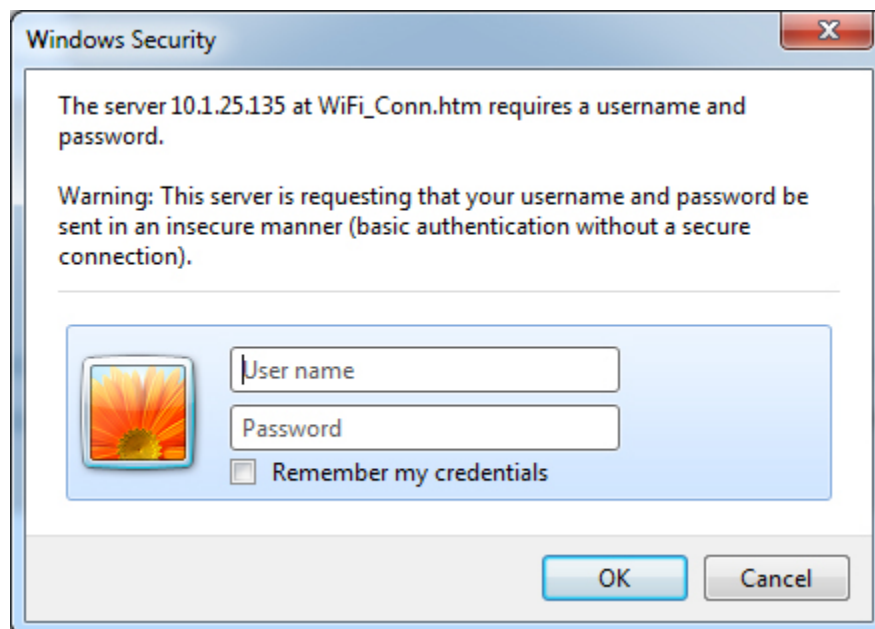 Windows Security
The server 10.1.25.135 at WiFi_Conn.htm requires a username and
password.
Warning: This server is requesting that your username and password be
sent in an insecure manner (basic authentication without a secure
connection).
User name
Password
Remember my credentials
OK Cancel